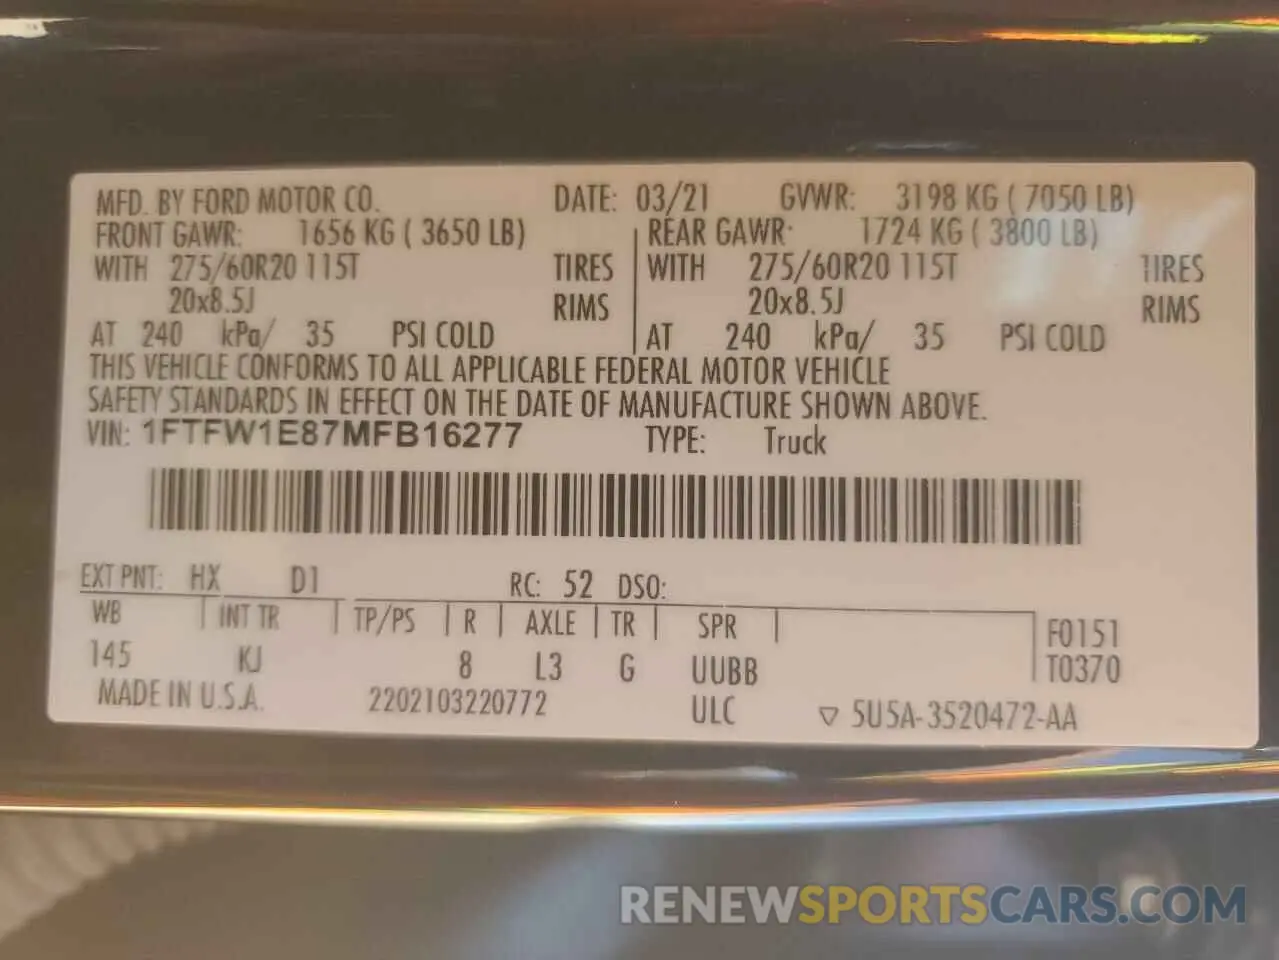 MFD. BY FORD MOTOR CO. DATE: 03/21 GVWR: 3198 KG ( 7050 LB)
FRONT GAWR: 1656 KG ( 3650 LB) REAR GAWR: 1724 KG ( 3800 LB)
WITH 275/60R20 115T TIRES WITH 275/60R20 115T TIRES
20x8.5J RIMS 20x8.5J RIMS
AT 240 kPa/ 35 PSI COLD AT 240 kPa/ 35 PSI COLD
THIS VEHICLE CONFORMS TO ALL APPLICABLE FEDERAL MOTOR VEHICLE
SAFETY STANDARDS IN EFFECT ON THE DATE OF MANUFACTURE SHOWN ABOVE.
VIN: 1FTFW1E87MFB16277 TYPE: Truck
EXT PNT: HX D1 RC: 52 DSO:
WB INT TR TP/PS R AXLE TR SPR F0151
145 KJ 8 L3 G UUBB T0370
MADE IN U.S.A. 2202103220772 ULC ▽ 5U5A-3520472-AA
RENEWSPORTSCARS.COM